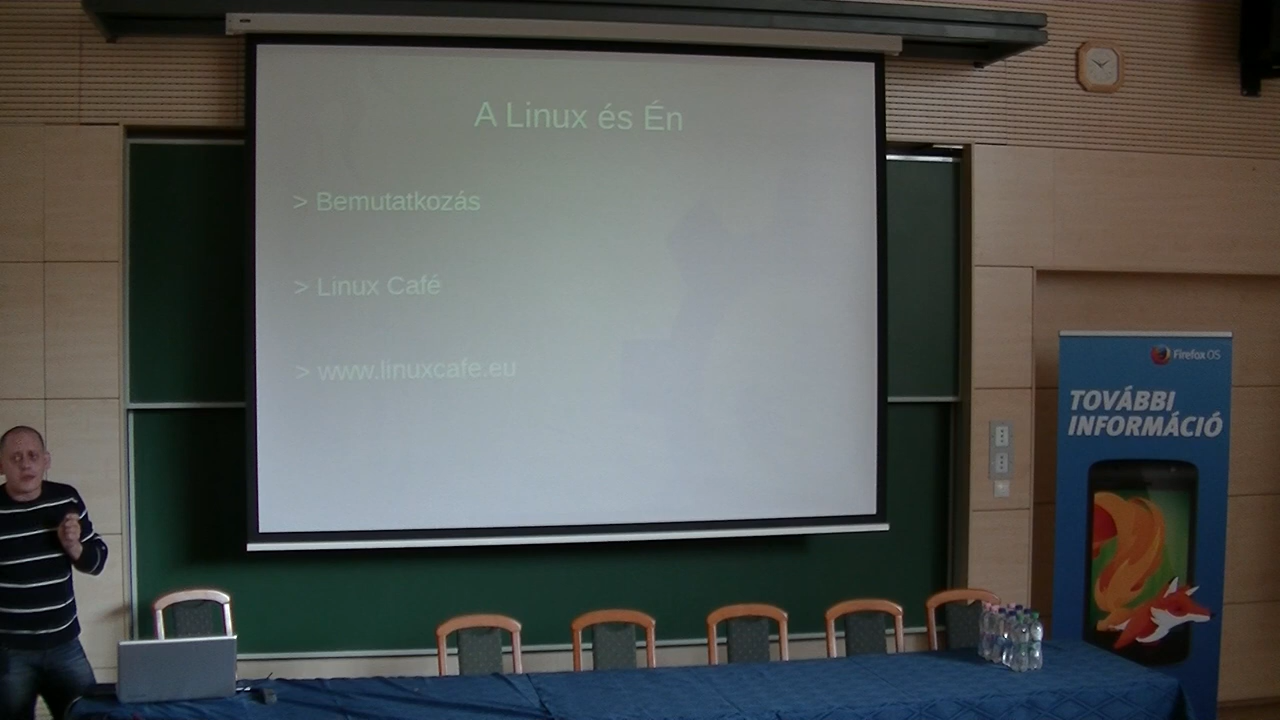 A Linux és Én
> Bemutatkozás
> Linux Café
> www.linuxcafe.eu
Firefox OS
TOVÁBBI
INFORMÁCIÓ